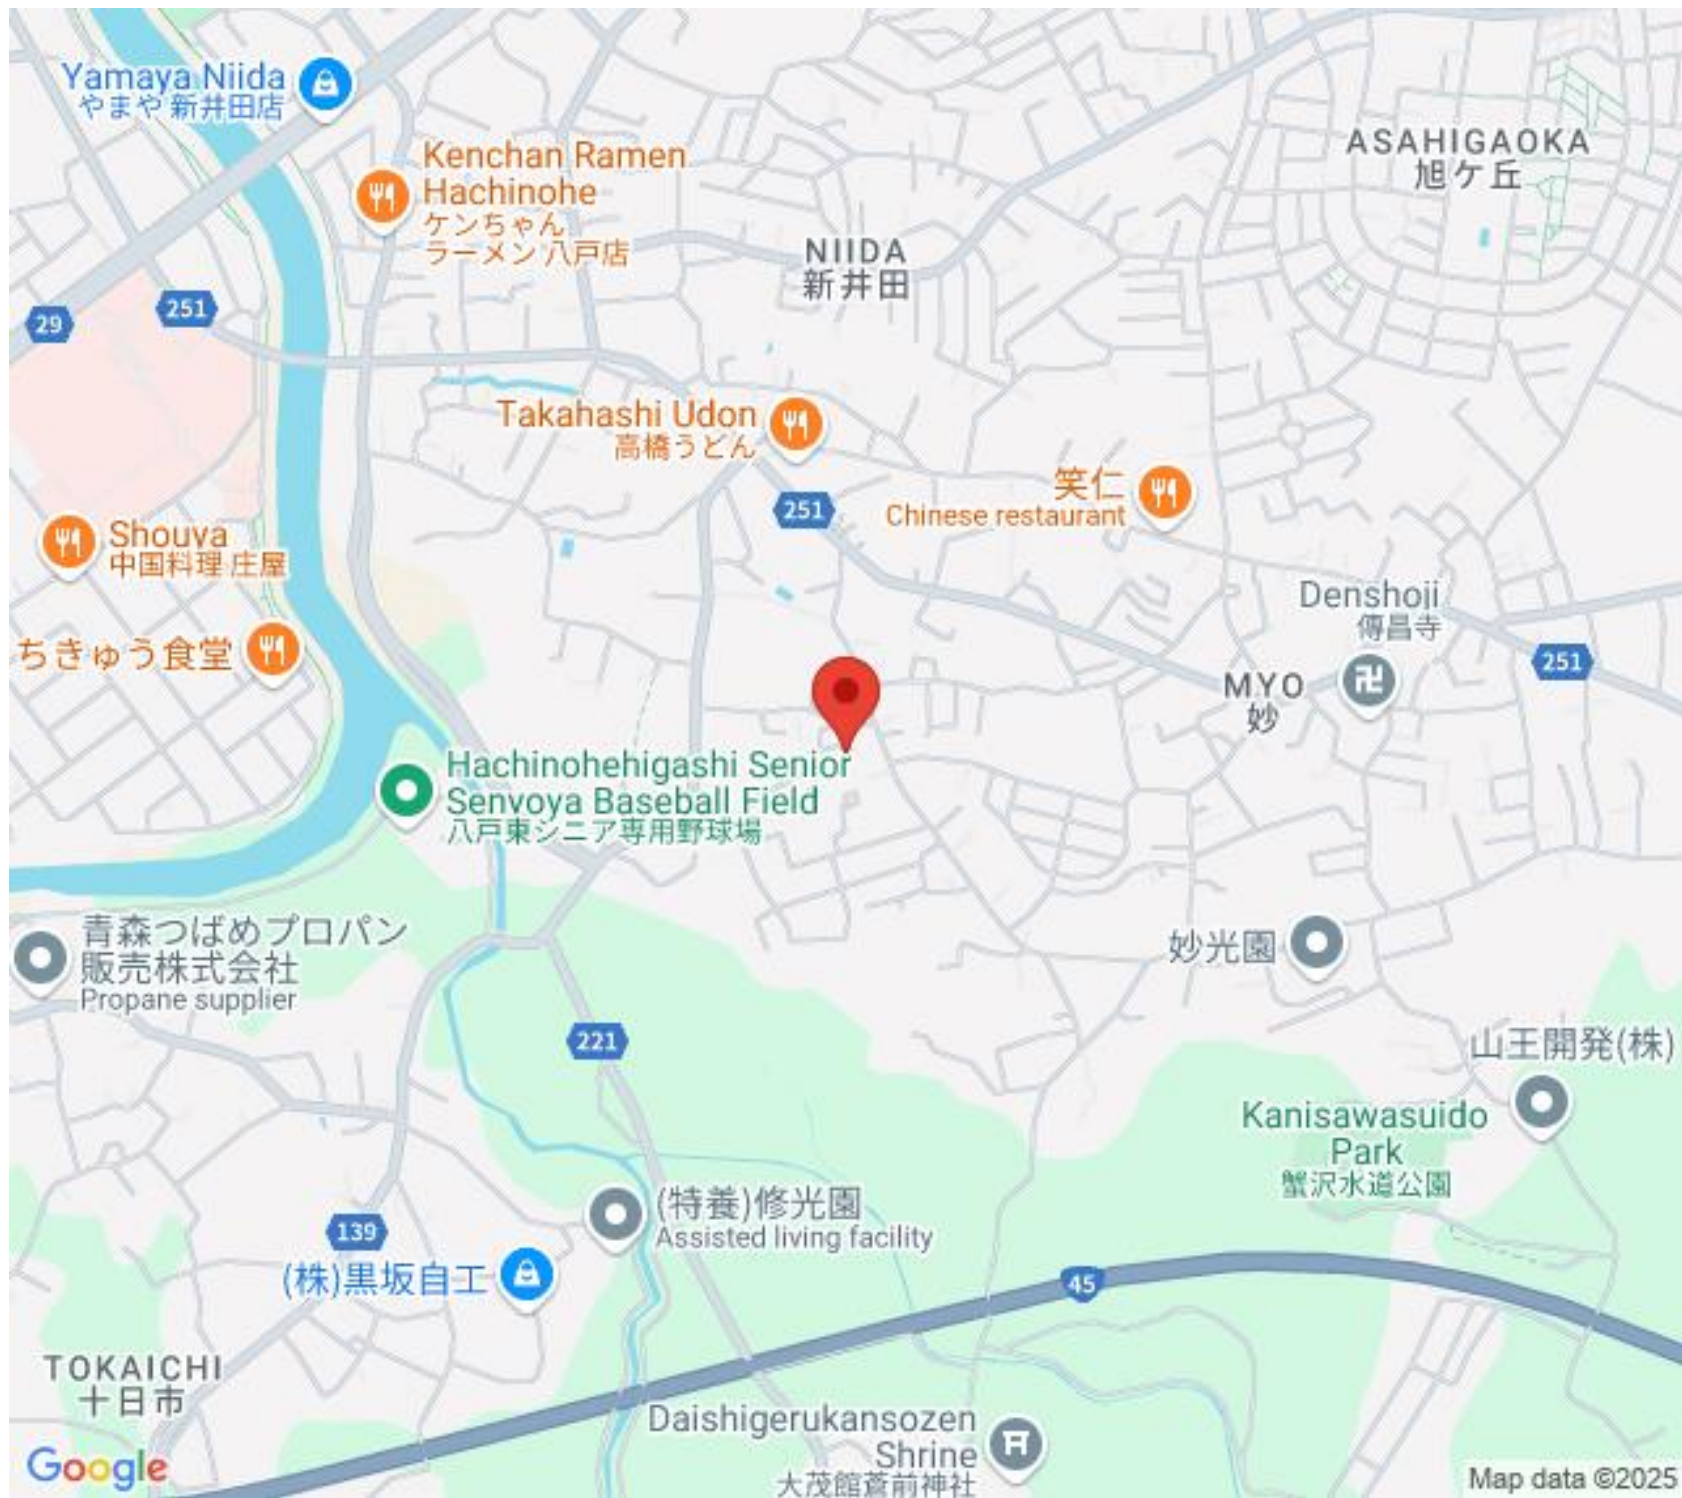 Yamaya Niida
やまや 新井田店
Kenchan Ramen
Hachinohe
ケンちゃん
ラーメン 八戸店
ASAHIGAOKA
旭ケ丘
NIIDA
新井田
251
29
Takahashi Udon
高橋うどん
251
笑仁
Chinese restaurant
Shouya
中国料理 庄屋
Denshoji
傳昌寺
ちきゅう食堂
251
MYO
妙
Hachinohehigashi Senior
Senvoya Baseball Field
八戸東シニア専用野球場
青森つばめプロパン
販売株式会社
Propane supplier
妙光園
221
山王開発(株)
Kanisawasuido
Park
蟹沢水道公園
(特養)修光園
Assisted living facility
139
(株)黒坂自工
45
TOKAICHI
十日市
Daishigerukansozen
Shrine
大茂館蒼前神社
Google
Map data ©2025